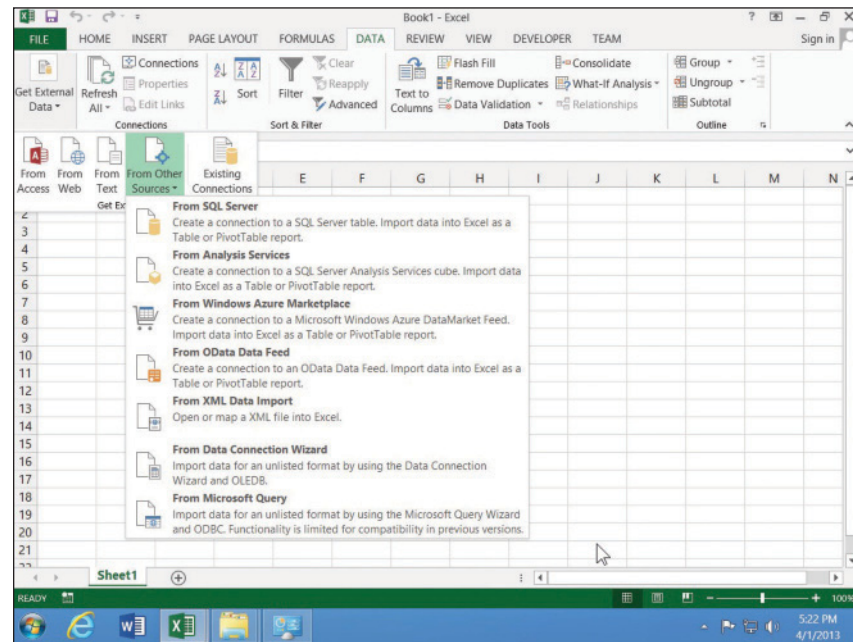 Book1 - Excel
FILE HOME INSERT PAGE LAYOUT FORMULAS DATA REVIEW VIEW DEVELOPER TEAM Sign in
Get External Data
Refresh All
Connections
Properties
Edit Links
Connections
Sort
Filter
Clear
Reapply
Advanced
Sort & Filter
Text to Columns
Flash Fill
Remove Duplicates
Data Validation
Consolidate
What-If Analysis
Relationships
Data Tools
Group
Ungroup
Subtotal
Outline
From Access
From Web
From Text
From Other Sources
Existing Connections
Get Ex
E F G H I J K L M N
From SQL Server
Create a connection to a SQL Server table. Import data into Excel as a
Table or PivotTable report.
From Analysis Services
Create a connection to a SQL Server Analysis Services cube. Import data
into Excel as a Table or PivotTable report.
From Windows Azure Marketplace
Create a connection to a Microsoft Windows Azure DataMarket Feed.
Import data into Excel as a Table or PivotTable report.
From OData Data Feed
Create a connection to an OData Data Feed. Import data into Excel as a
Table or PivotTable report.
From XML Data Import
Open or map a XML file into Excel.
From Data Connection Wizard
Import data for an unlisted format by using the Data Connection
Wizard and OLEDB.
From Microsoft Query
Import data for an unlisted format by using the Microsoft Query Wizard
and ODBC. Functionality is limited for compatibility in previous versions.
2
3
4
5
6
7
8
9
10
11
12
13
14
15
16
17
18
19
20
21
22
Sheet1
READY
100%
5:22 PM
4/1/2013